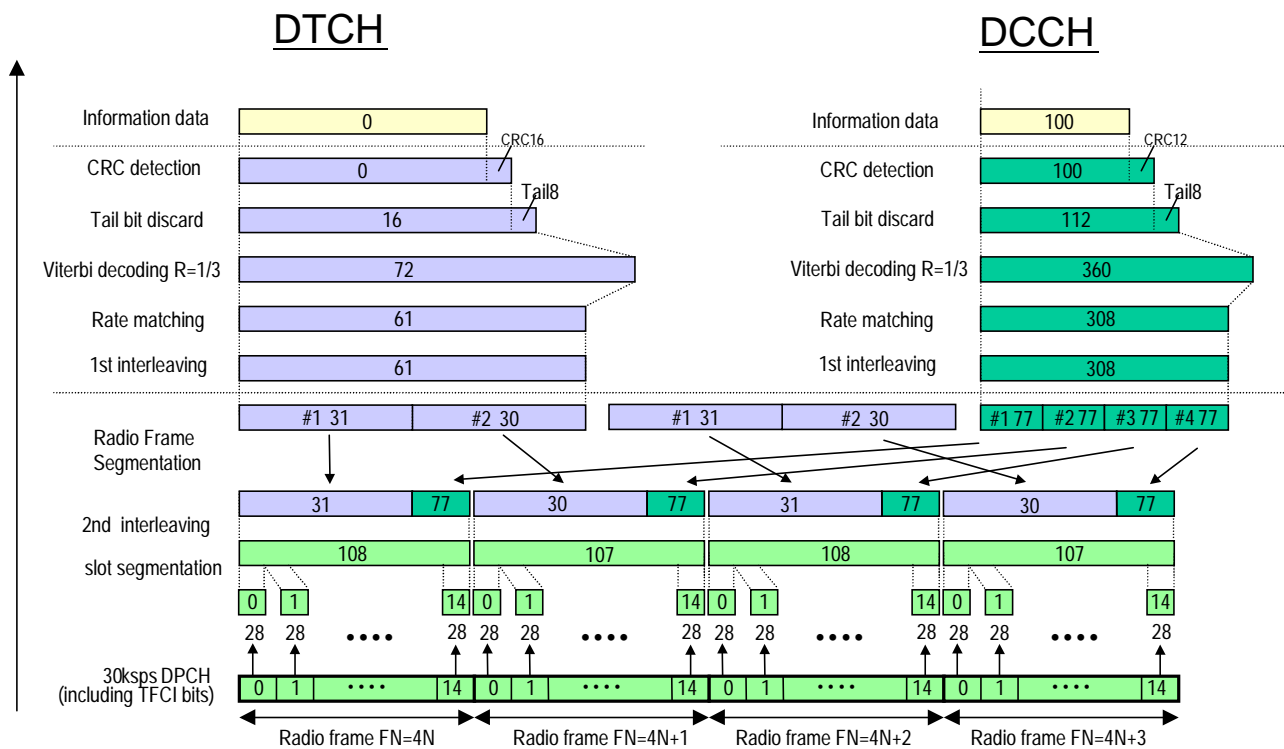 DTCH DCCH
Information data 0 Information data 100
CRC16 CRC12
CRC detection 0 CRC detection 100
Tail8 Tail8
Tail bit discard 16 Tail bit discard 112
Viterbi decoding R=1/3 72 Viterbi decoding R=1/3 360
Rate matching 61 Rate matching 308
1st interleaving 61 1st interleaving 308
#1 31 #2 30 #1 31 #2 30 #1 77 #2 77 #3 77 #4 77
Radio Frame
Segmentation
31 77 30 77 31 77 30 77
2nd interleaving
108 107 108 107
slot segmentation
0 1 14 0 1 14 0 1 14 0 1 14
28 28 •••• 28 28 28 •••• 28 28 28 •••• 28 28 28 •••• 28
30ksps DPCH
(including TFCI bits)
0 1 •••• 14 0 1 •••• 14 0 1 •••• 14 0 1 •••• 14
Radio frame FN=4N Radio frame FN=4N+1 Radio frame FN=4N+2 Radio frame FN=4N+3